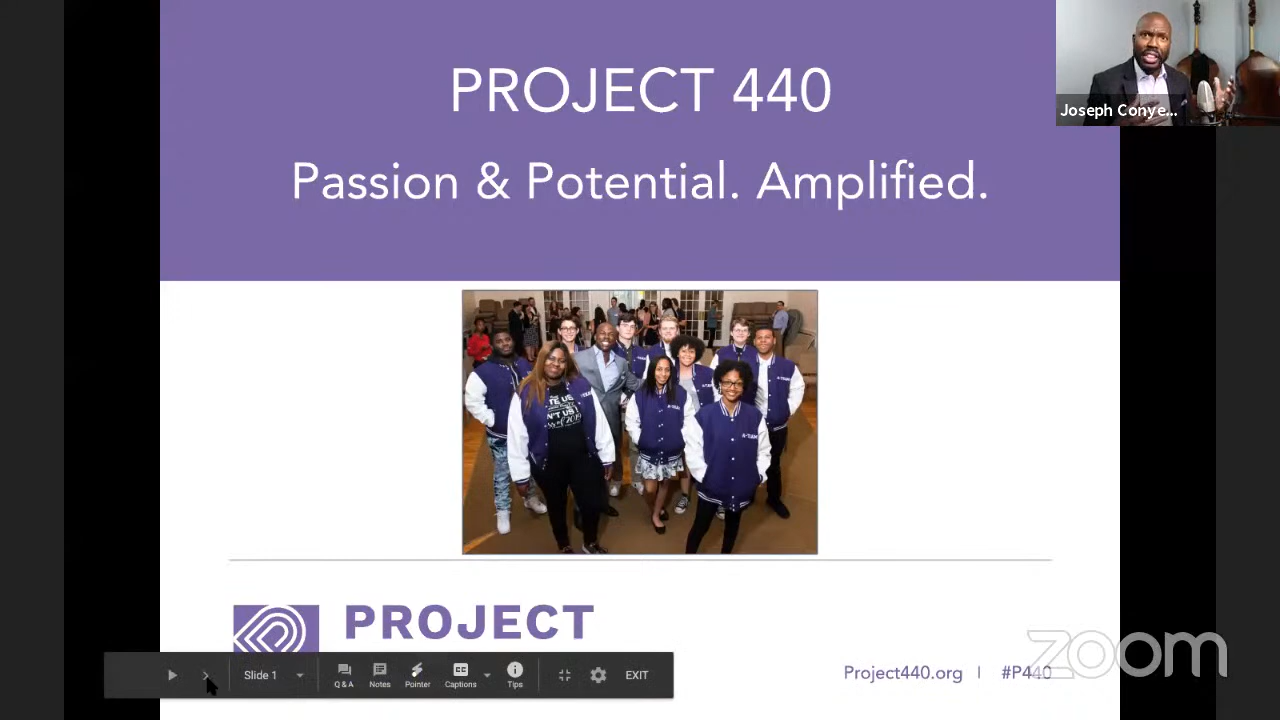 PROJECT 440
Passion & Potential. Amplified.
Joseph Conye...
A-TEAM
PROJECT
Slide 1
Q & A
Notes
Pointer
Captions
Tips
EXIT
Project440.org | #P440
zoom